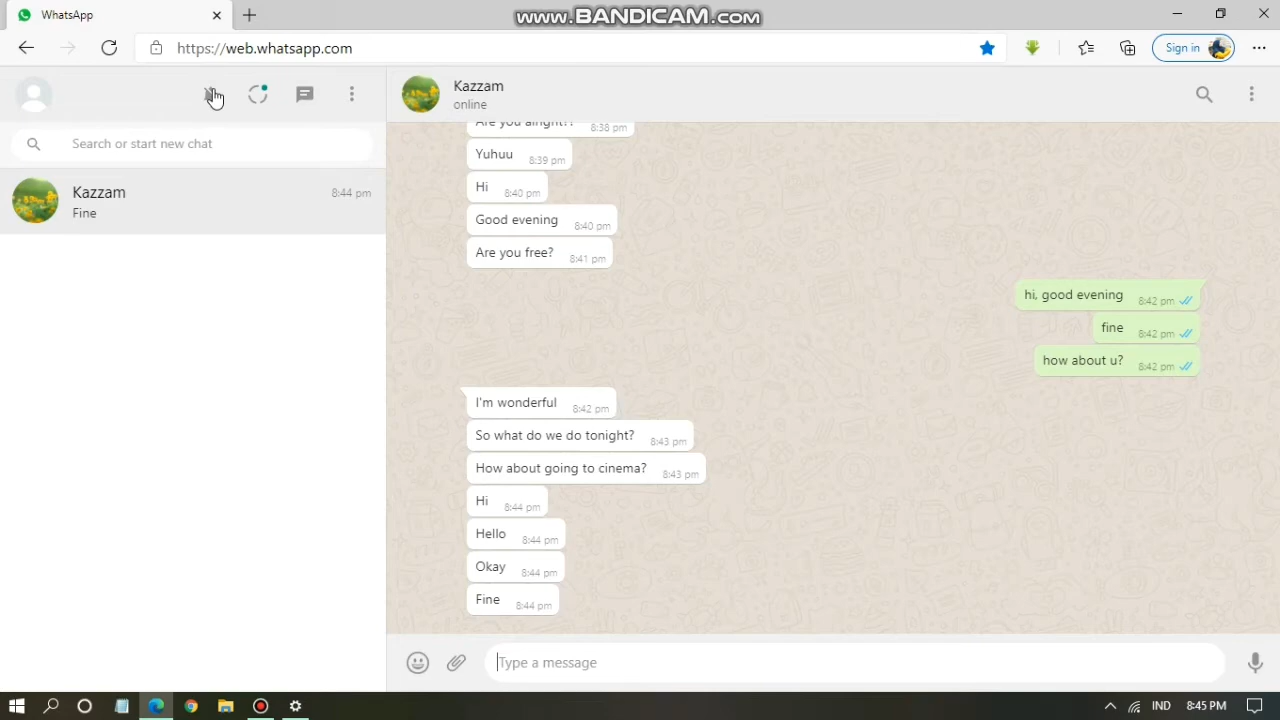 WhatsApp
www.BANDICAM.com
https://web.whatsapp.com
Sign in
Kazzam
online
Search or start new chat
Kazzam
8:44 pm
Fine
Are you alright?? 8:38 pm
Yuhuu 8:39 pm
Hi 8:40 pm
Good evening 8:40 pm
Are you free? 8:41 pm
hi, good evening 8:42 pm
fine 8:42 pm
how about u? 8:42 pm
I'm wonderful 8:42 pm
So what do we do tonight? 8:43 pm
How about going to cinema? 8:43 pm
Hi 8:44 pm
Hello 8:44 pm
Okay 8:44 pm
Fine 8:44 pm
Type a message
IND 8:45 PM